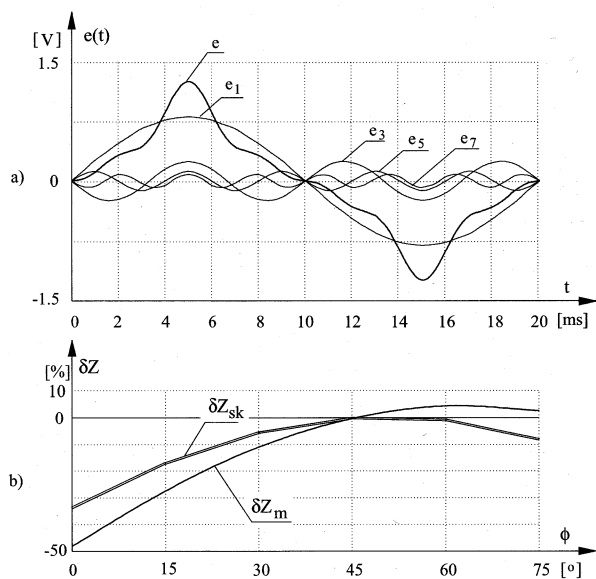 [V] e(t)
1.5
e
e1
e3
e5
e7
a)
0
-1.5
t
0 2 4 6 8 10 12 14 16 18 20 [ms]
δZ
[%]
10
0
δZsk
δZm
b)
-50
ϕ
0 15 30 45 60 75 [o]